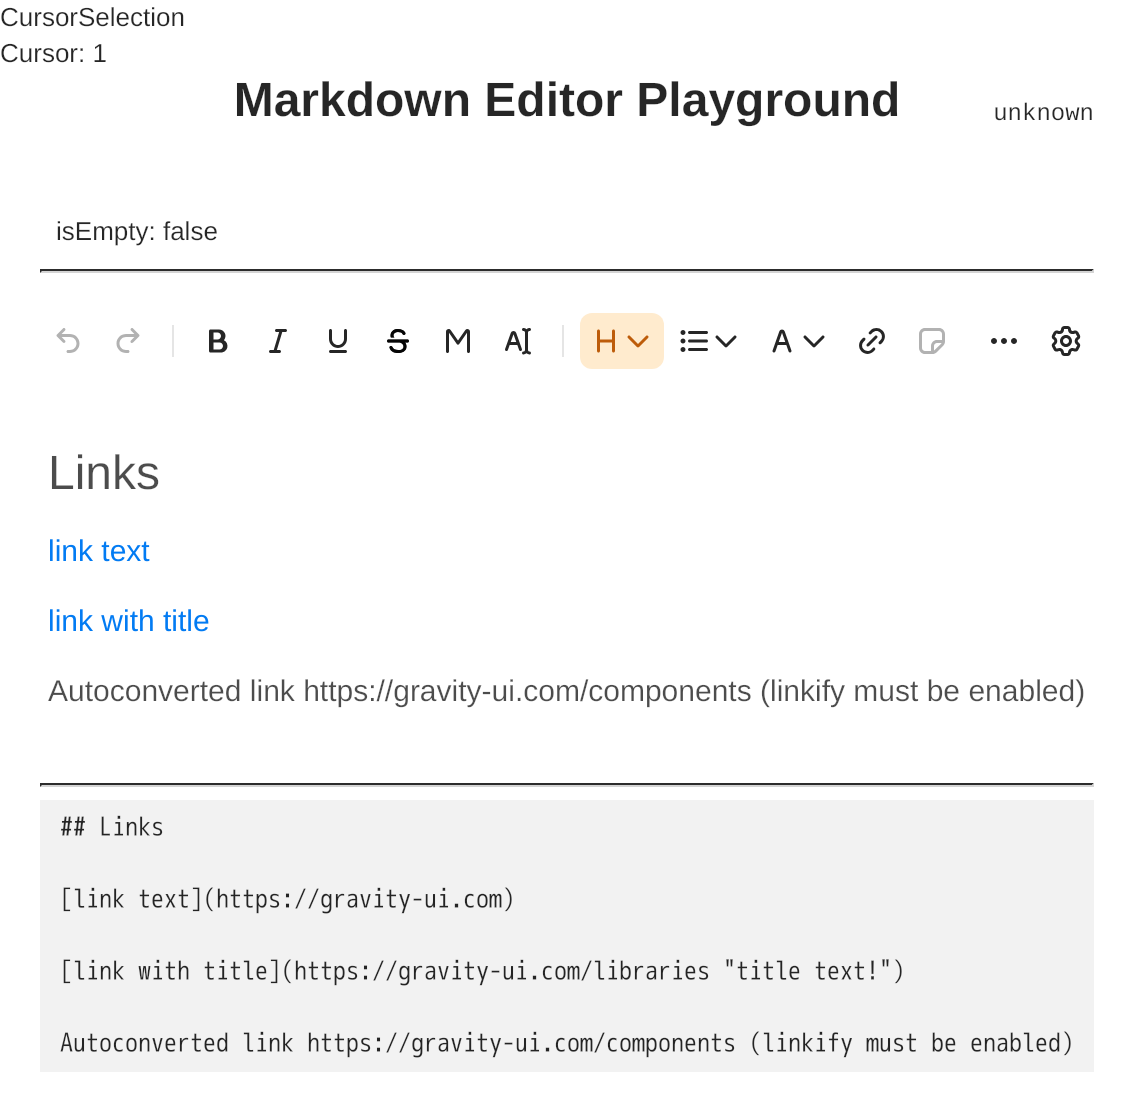 CursorSelection
Cursor: 1
Markdown Editor Playground
unknown
isEmpty: false
B I U S M AI H A
Links
link text
link with title
Autoconverted link https://gravity-ui.com/components (linkify must be enabled)
## Links
[link text](https://gravity-ui.com)
[link with title](https://gravity-ui.com/libraries "title text!")
Autoconverted link https://gravity-ui.com/components (linkify must be enabled)